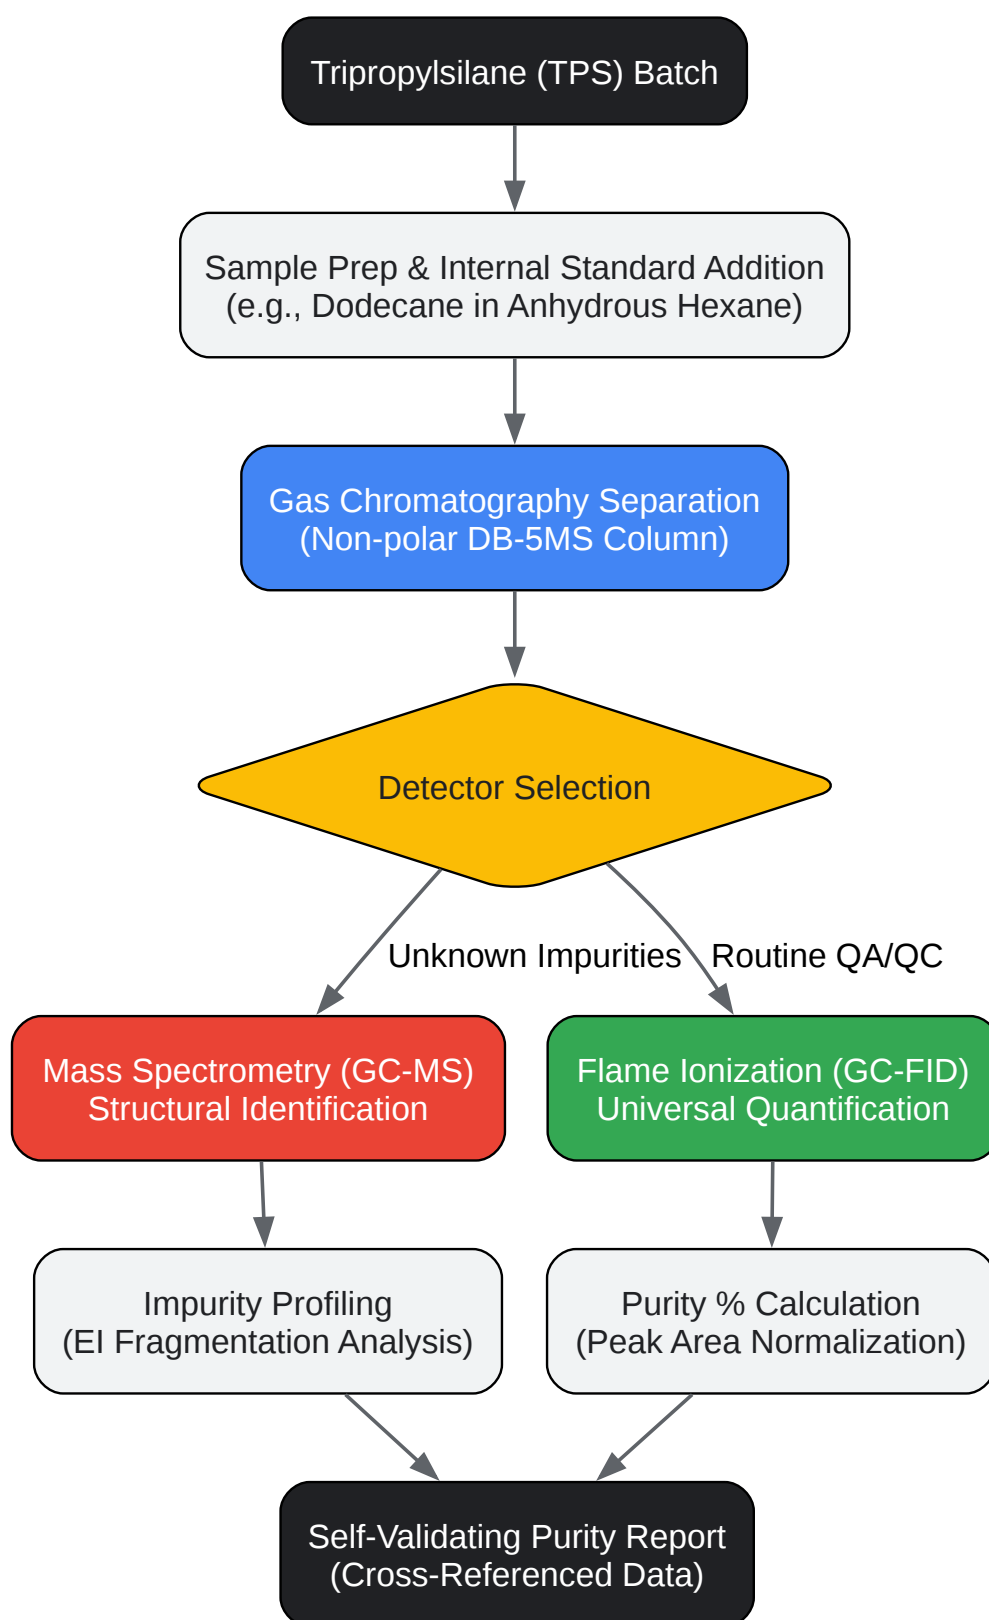 Tripropylsilane (TPS) Batch
Sample Prep & Internal Standard Addition
(e.g., Dodecane in Anhydrous Hexane)
Gas Chromatography Separation
(Non-polar DB-5MS Column)
Detector Selection
Unknown Impurities
Routine QA/QC
Mass Spectrometry (GC-MS)
Structural Identification
Flame Ionization (GC-FID)
Universal Quantification
Impurity Profiling
(EI Fragmentation Analysis)
Purity % Calculation
(Peak Area Normalization)
Self-Validating Purity Report
(Cross-Referenced Data)